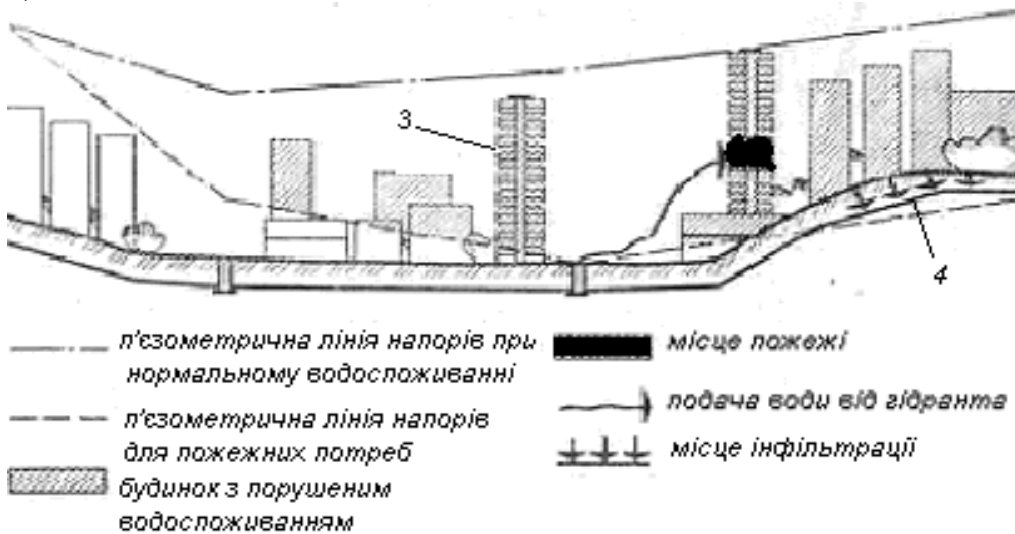 3
4
п'єзометрична лінія напорів при
нормальному водоспоживанні
п'єзометрична лінія напорів
для пожежних потреб
будинок з порушеним
водоспоживанням
місце пожежі
подача води від гідранта
місце інфільтрації